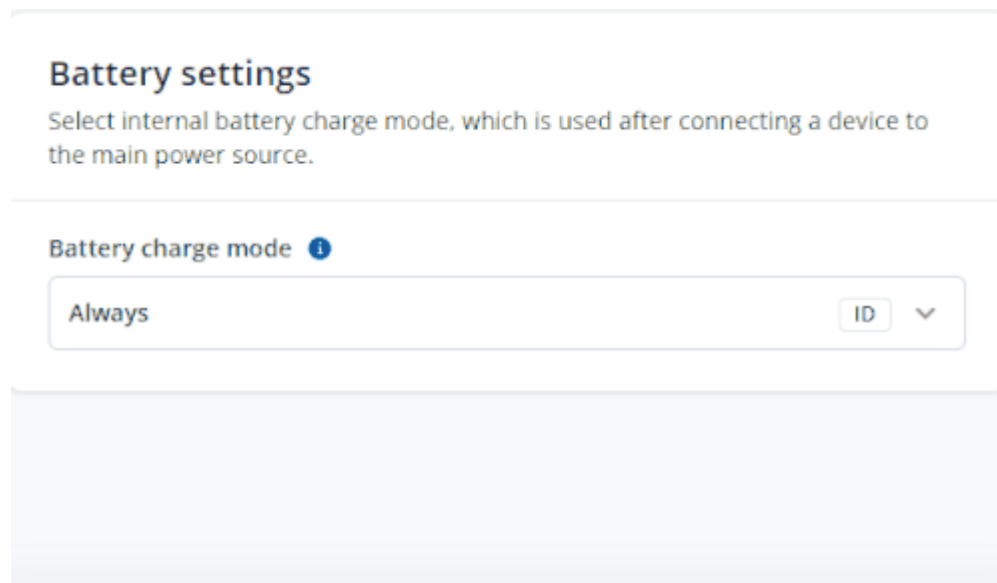 Battery settings
Select internal battery charge mode, which is used after connecting a device to
the main power source.
Battery charge mode i
Always ID